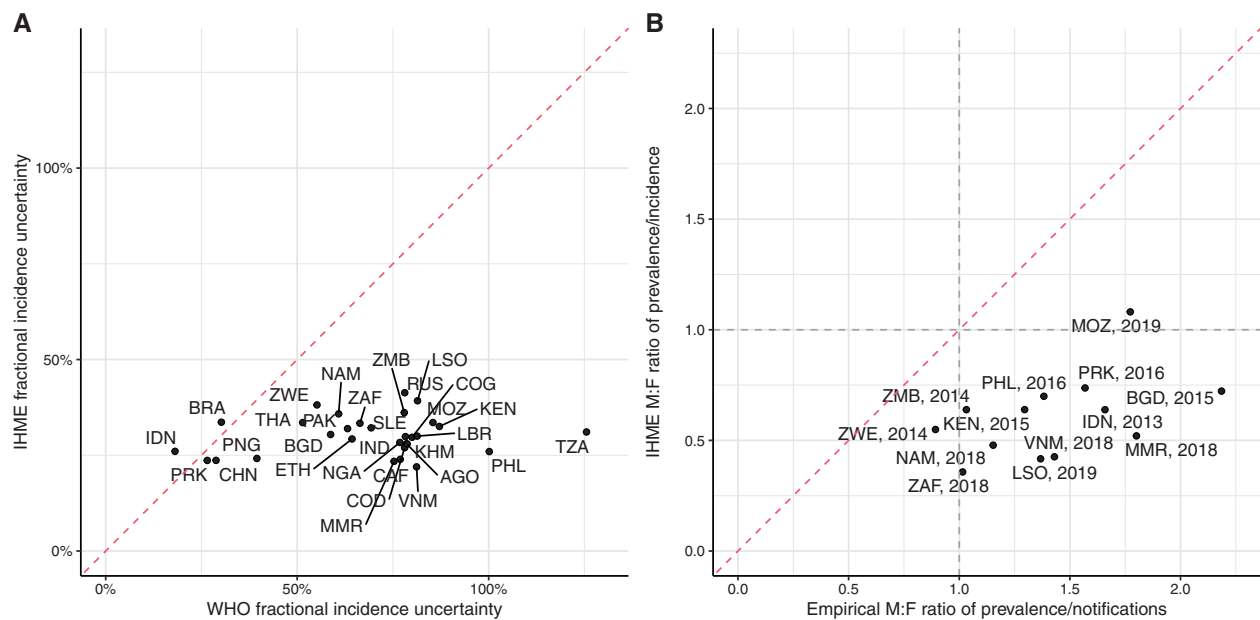 A
IHME fractional incidence uncertainty
100%
50%
0%
0%
50%
100%
WHO fractional incidence uncertainty
ZMB
LSO
NAM
RUS
COG
ZWE
ZAF
BRA
MOZ
KEN
THA
PAK
SLE
IDN
PNG
BGD
IND
KHM
LBR
TZA
PRK
CHN
ETH
NGA
CAF
AGO
PHL
COD
VNM
MMR
B
IHME M:F ratio of prevalence/incidence
2.0
1.5
1.0
0.5
0.0
0.0
0.5
1.0
1.5
2.0
Empirical M:F ratio of prevalence/notifications
MOZ, 2019
PRK, 2016
PHL, 2016
ZMB, 2014
BGD, 2015
KEN, 2015
IDN, 2013
ZWE, 2014
VNM, 2018
MMR, 2018
NAM, 2018
LSO, 2019
ZAF, 2018